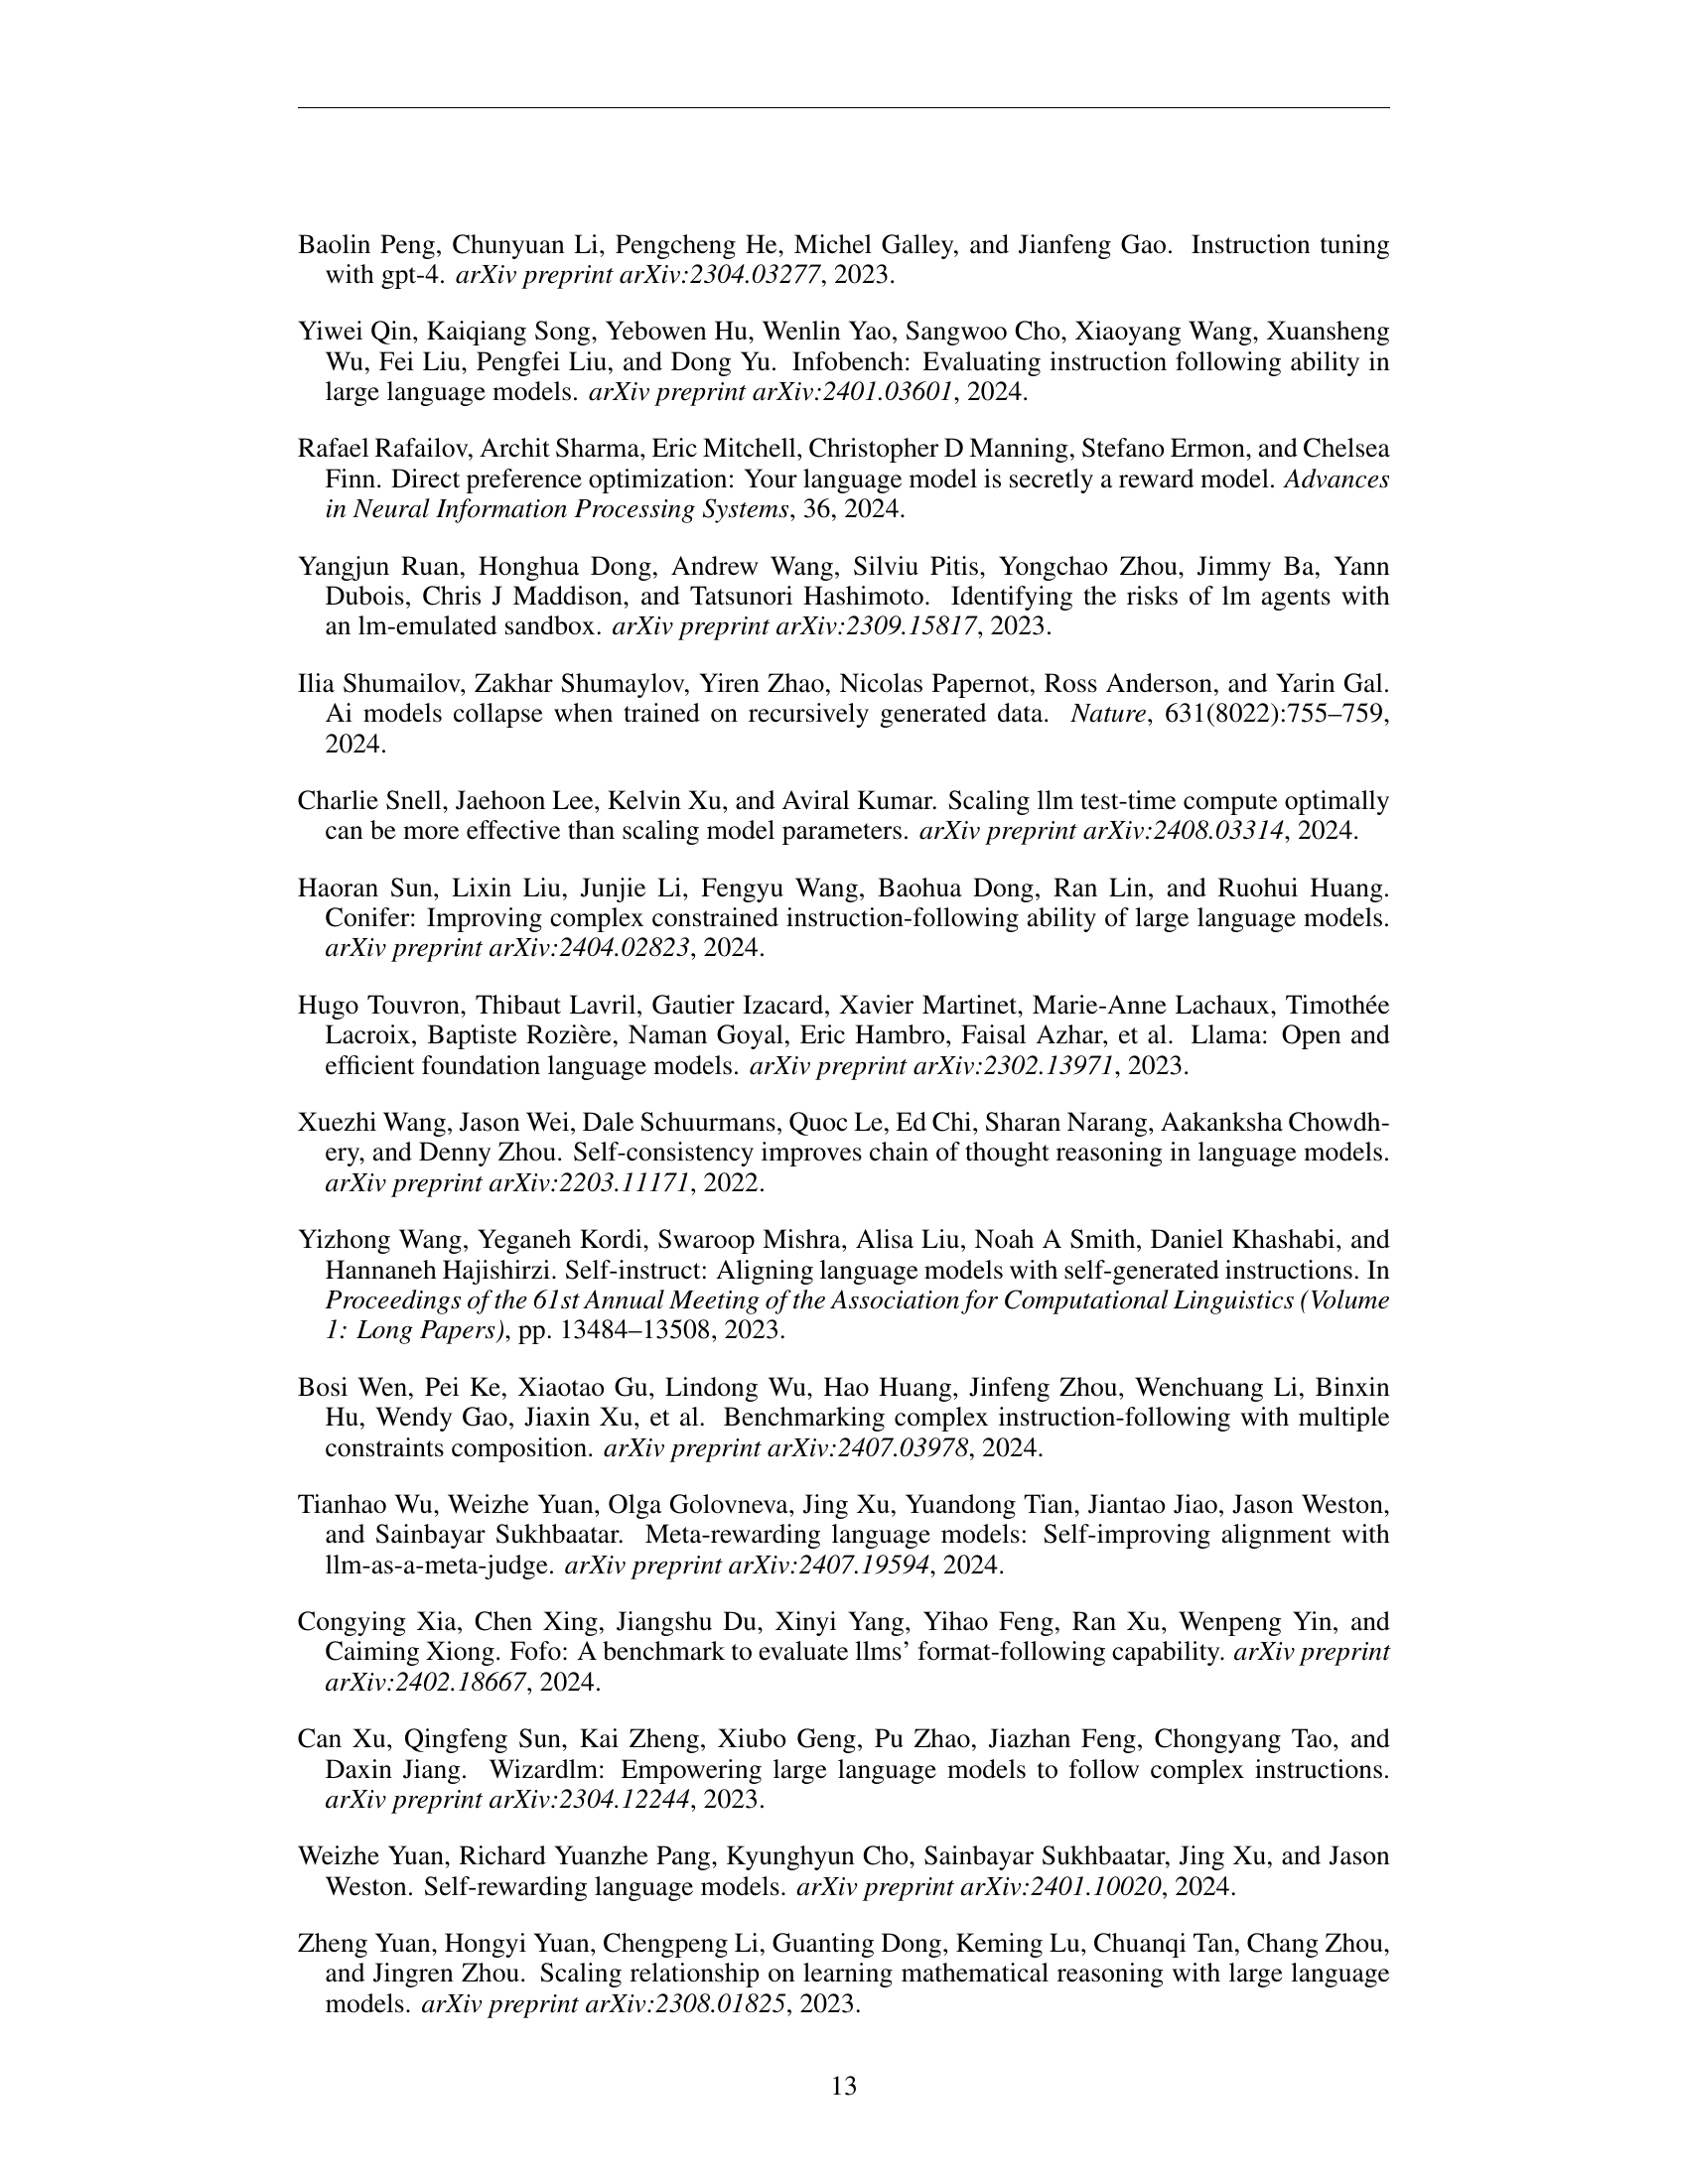 Baolin Peng, Chunyuan Li, Pengcheng He, Michel Galley, and Jianfeng Gao. Instruction tuning
with gpt-4. arXiv preprint arXiv:2304.03277, 2023.
Yiwei Qin, Kaiqiang Song, Yebowen Hu, Wenlin Yao, Sangwoo Cho, Xiaoyang Wang, Xuansheng
Wu, Fei Liu, Pengfei Liu, and Dong Yu. Infobench: Evaluating instruction following ability in
large language models. arXiv preprint arXiv:2401.03601, 2024.
Rafael Rafailov, Archit Sharma, Eric Mitchell, Christopher D Manning, Stefano Ermon, and Chelsea
Finn. Direct preference optimization: Your language model is secretly a reward model. Advances
in Neural Information Processing Systems, 36, 2024.
Yangjun Ruan, Honghua Dong, Andrew Wang, Silviu Pitis, Yongchao Zhou, Jimmy Ba, Yann
Dubois, Chris J Maddison, and Tatsunori Hashimoto. Identifying the risks of lm agents with
an lm-emulated sandbox. arXiv preprint arXiv:2309.15817, 2023.
Ilia Shumailov, Zakhar Shumaylov, Yiren Zhao, Nicolas Papernot, Ross Anderson, and Yarin Gal.
Ai models collapse when trained on recursively generated data. Nature, 631(8022):755–759,
2024.
Charlie Snell, Jaehoon Lee, Kelvin Xu, and Aviral Kumar. Scaling llm test-time compute optimally
can be more effective than scaling model parameters. arXiv preprint arXiv:2408.03314, 2024.
Haoran Sun, Lixin Liu, Junjie Li, Fengyu Wang, Baohua Dong, Ran Lin, and Ruohui Huang.
Conifer: Improving complex constrained instruction-following ability of large language models.
arXiv preprint arXiv:2404.02823, 2024.
Hugo Touvron, Thibaut Lavril, Gautier Izacard, Xavier Martinet, Marie-Anne Lachaux, Timothée
Lacroix, Baptiste Rozière, Naman Goyal, Eric Hambro, Faisal Azhar, et al. Llama: Open and
efficient foundation language models. arXiv preprint arXiv:2302.13971, 2023.
Xuezhi Wang, Jason Wei, Dale Schuurmans, Quoc Le, Ed Chi, Sharan Narang, Aakanksha Chowdh-
ery, and Denny Zhou. Self-consistency improves chain of thought reasoning in language models.
arXiv preprint arXiv:2203.11171, 2022.
Yizhong Wang, Yeganeh Kordi, Swaroop Mishra, Alisa Liu, Noah A Smith, Daniel Khashabi, and
Hannaneh Hajishirzi. Self-instruct: Aligning language models with self-generated instructions. In
Proceedings of the 61st Annual Meeting of the Association for Computational Linguistics (Volume
1: Long Papers), pp. 13484–13508, 2023.
Bosi Wen, Pei Ke, Xiaotao Gu, Lindong Wu, Hao Huang, Jinfeng Zhou, Wenchuang Li, Binxin
Hu, Wendy Gao, Jiaxin Xu, et al. Benchmarking complex instruction-following with multiple
constraints composition. arXiv preprint arXiv:2407.03978, 2024.
Tianhao Wu, Weizhe Yuan, Olga Golovneva, Jing Xu, Yuandong Tian, Jiantao Jiao, Jason Weston,
and Sainbayar Sukhbaatar. Meta-rewarding language models: Self-improving alignment with
llm-as-a-meta-judge. arXiv preprint arXiv:2407.19594, 2024.
Congying Xia, Chen Xing, Jiangshu Du, Xinyi Yang, Yihao Feng, Ran Xu, Wenpeng Yin, and
Caiming Xiong. Fofo: A benchmark to evaluate llms’ format-following capability. arXiv preprint
arXiv:2402.18667, 2024.
Can Xu, Qingfeng Sun, Kai Zheng, Xiubo Geng, Pu Zhao, Jiazhan Feng, Chongyang Tao, and
Daxin Jiang. Wizardlm: Empowering large language models to follow complex instructions.
arXiv preprint arXiv:2304.12244, 2023.
Weizhe Yuan, Richard Yuanzhe Pang, Kyunghyun Cho, Sainbayar Sukhbaatar, Jing Xu, and Jason
Weston. Self-rewarding language models. arXiv preprint arXiv:2401.10020, 2024.
Zheng Yuan, Hongyi Yuan, Chengpeng Li, Guanting Dong, Keming Lu, Chuanqi Tan, Chang Zhou,
and Jingren Zhou. Scaling relationship on learning mathematical reasoning with large language
models. arXiv preprint arXiv:2308.01825, 2023.
13